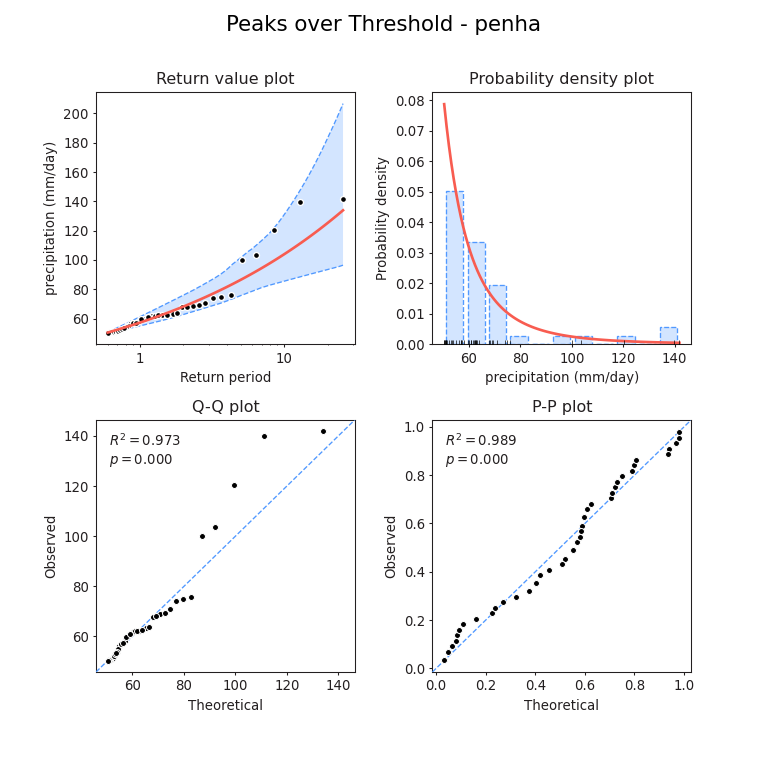 Peaks over Threshold - penha
Return value plot
precipitation (mm/day)
200
180
160
140
120
100
80
60
1
10
Return period
Probability density plot
Probability density
0.08
0.07
0.06
0.05
0.04
0.03
0.02
0.01
0.00
60
80
100
120
140
precipitation (mm/day)
Q-Q plot
R² = 0.973
p = 0.000
Observed
140
120
100
80
60
60
80
100
120
140
Theoretical
P-P plot
R² = 0.989
p = 0.000
Observed
1.0
0.8
0.6
0.4
0.2
0.0
0.0
0.2
0.4
0.6
0.8
1.0
Theoretical